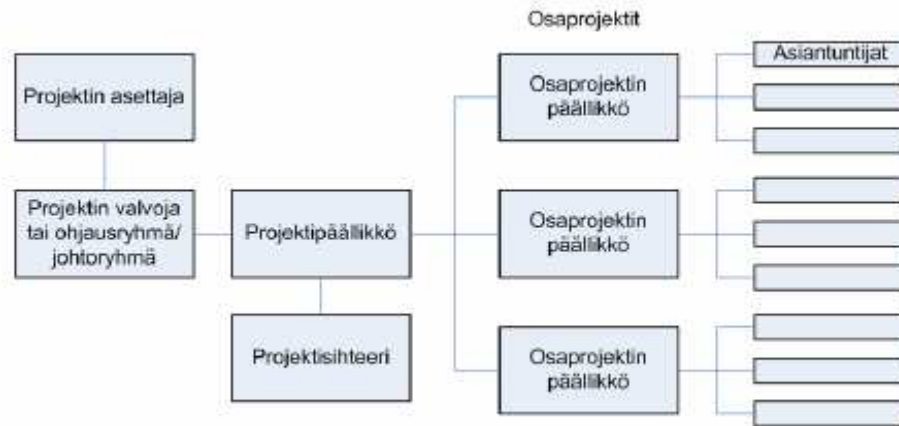 Osaprojektit
Projektin asettaja
Projektin valvoja
tai ohjausryhmä/
johtoryhmä
Projektipäällikkö
Projektisihteeri
Osaprojektin
päällikkö
Asiantuntijat
Osaprojektin
päällikkö
Osaprojektin
päällikkö